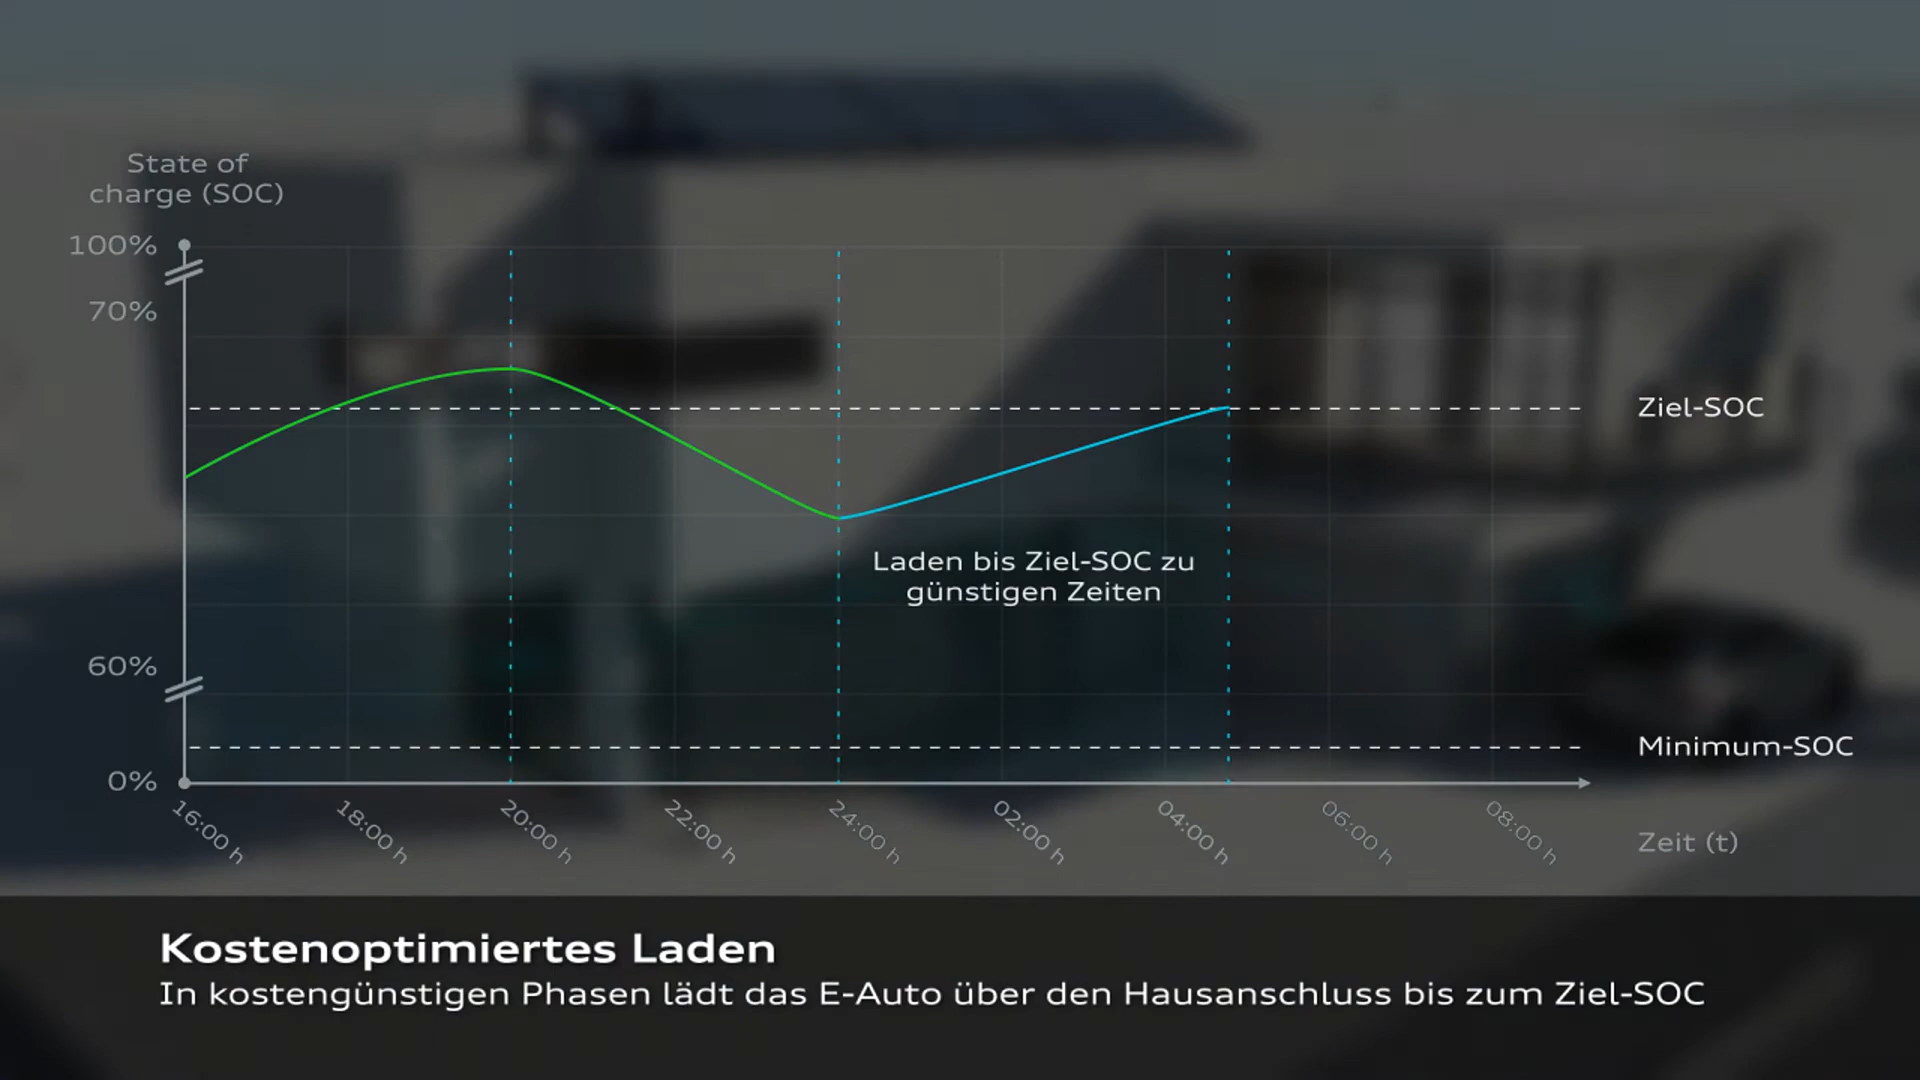 State of
charge (SOC)
100%
70%
Ziel-SOC
Laden bis Ziel-SOC zu
günstigen Zeiten
60%
Minimum-SOC
0%
16:00 h
18:00 h
20:00 h
22:00 h
24:00 h
02:00 h
04:00 h
06:00 h
08:00 h
Zeit (t)
Kostenoptimiertes Laden
In kostengünstigen Phasen lädt das E-Auto über den Hausanschluss bis zum Ziel-SOC